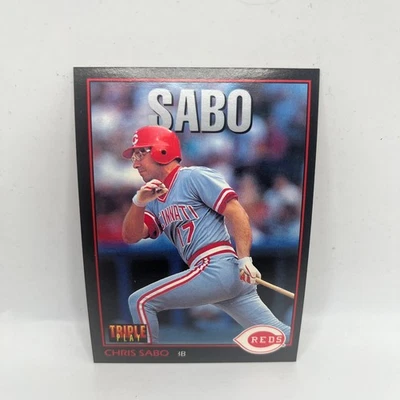 SABO
C
CINCINNATI
17
TRIPLE
PLAY
REDS
CHRIS SABO 1B